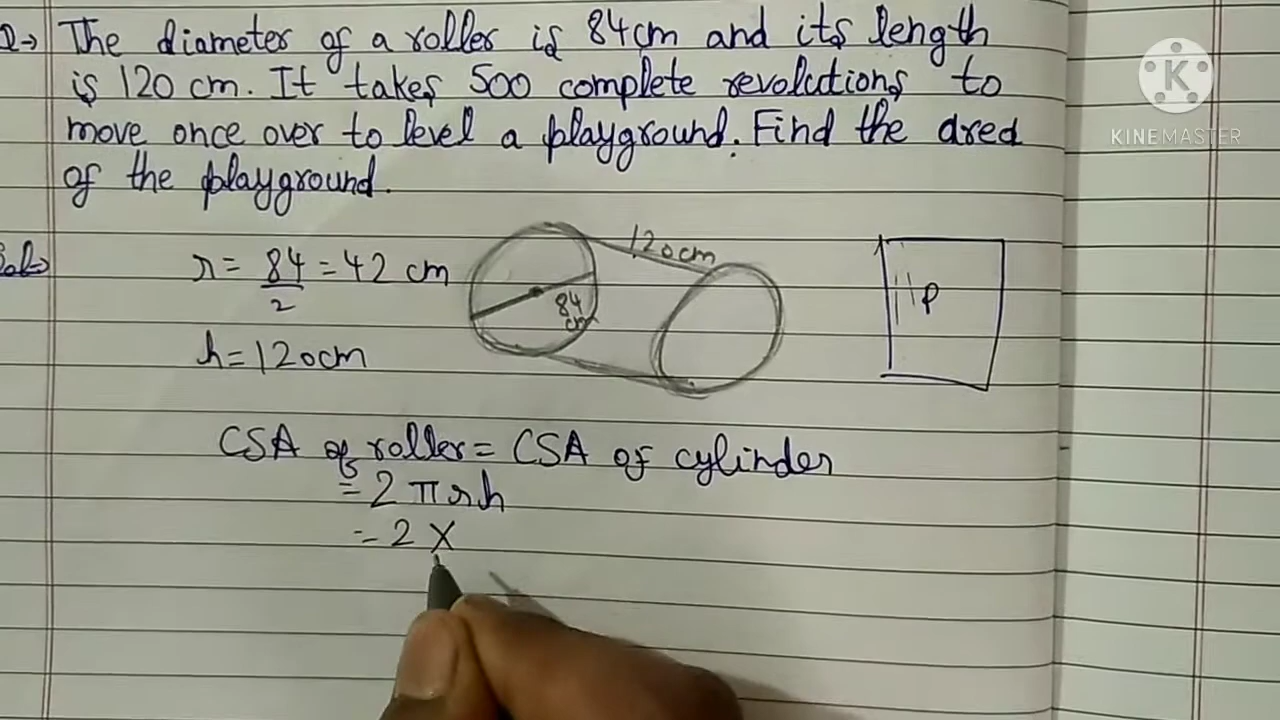 Q→ The diameter of a roller is 84cm and its length
is 120 cm. It takes 500 complete revolutions to
move once over to level a playground. Find the area
of the playground.
K
KINEMASTER
Sol→ r = 84/2 = 42 cm
120cm
84 cm
P
h = 120cm
CSA of roller = CSA of cylinder
= 2πrh
= 2 X